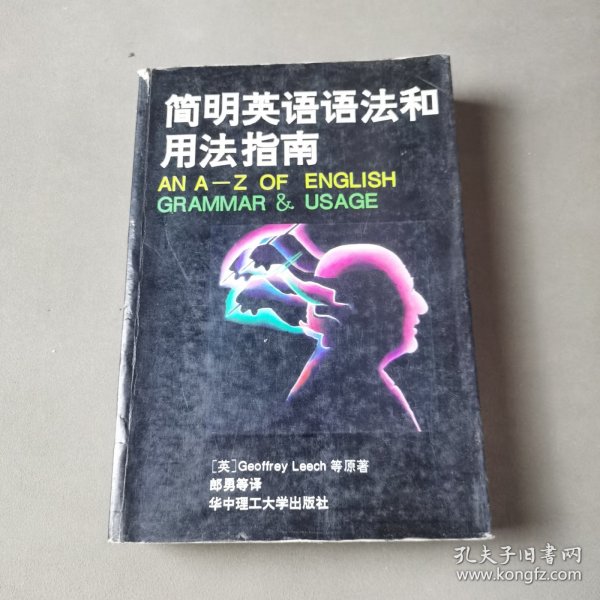 简明英语语法和
用法指南
AN A—Z OF ENGLISH
GRAMMAR & USAGE
[英]Geoffrey Leech 等原著
郎勇等译
华中理工大学出版社
孔夫子旧书网
www.kongfz.com